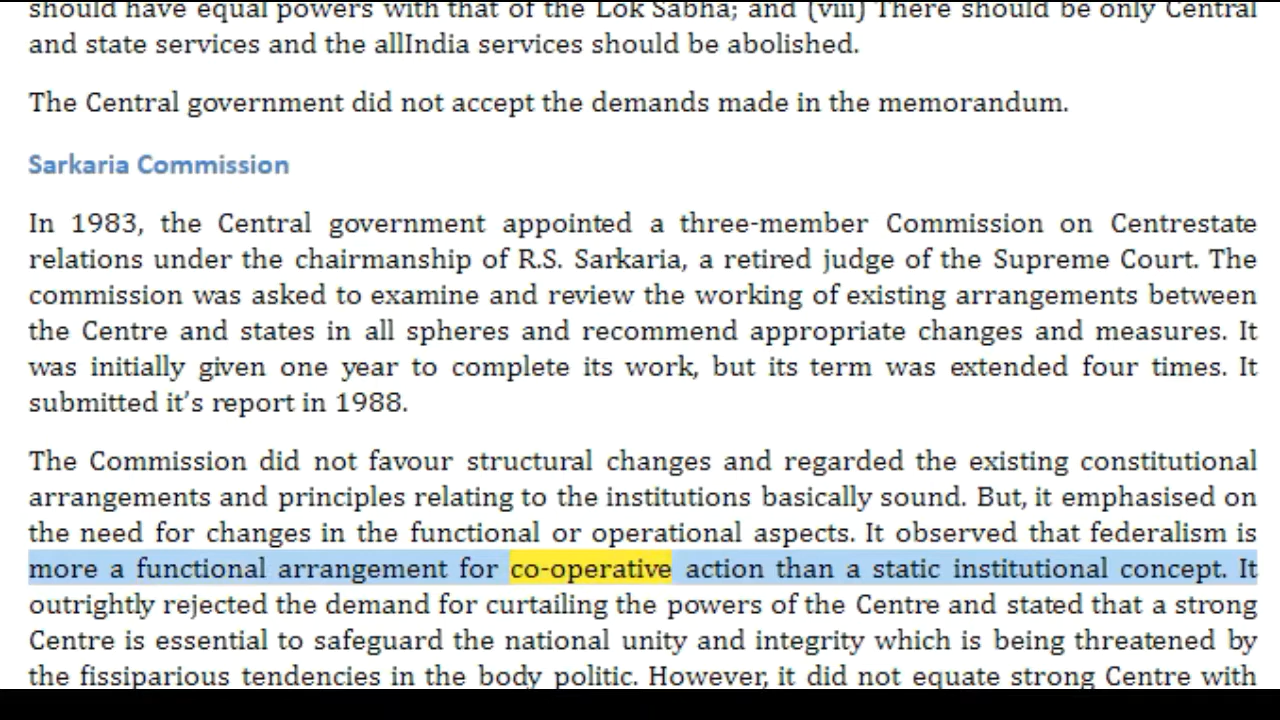 should have equal powers with that of the Lok Sabha; and (viii) There should be only Central
and state services and the allIndia services should be abolished.
The Central government did not accept the demands made in the memorandum.
Sarkaria Commission
In 1983, the Central government appointed a three-member Commission on Centrestate
relations under the chairmanship of R.S. Sarkaria, a retired judge of the Supreme Court. The
commission was asked to examine and review the working of existing arrangements between
the Centre and states in all spheres and recommend appropriate changes and measures. It
was initially given one year to complete its work, but its term was extended four times. It
submitted it’s report in 1988.
The Commission did not favour structural changes and regarded the existing constitutional
arrangements and principles relating to the institutions basically sound. But, it emphasised on
the need for changes in the functional or operational aspects. It observed that federalism is
more a functional arrangement for co-operative action than a static institutional concept. It
outrightly rejected the demand for curtailing the powers of the Centre and stated that a strong
Centre is essential to safeguard the national unity and integrity which is being threatened by
the fissiparious tendencies in the body politic. However, it did not equate strong Centre with